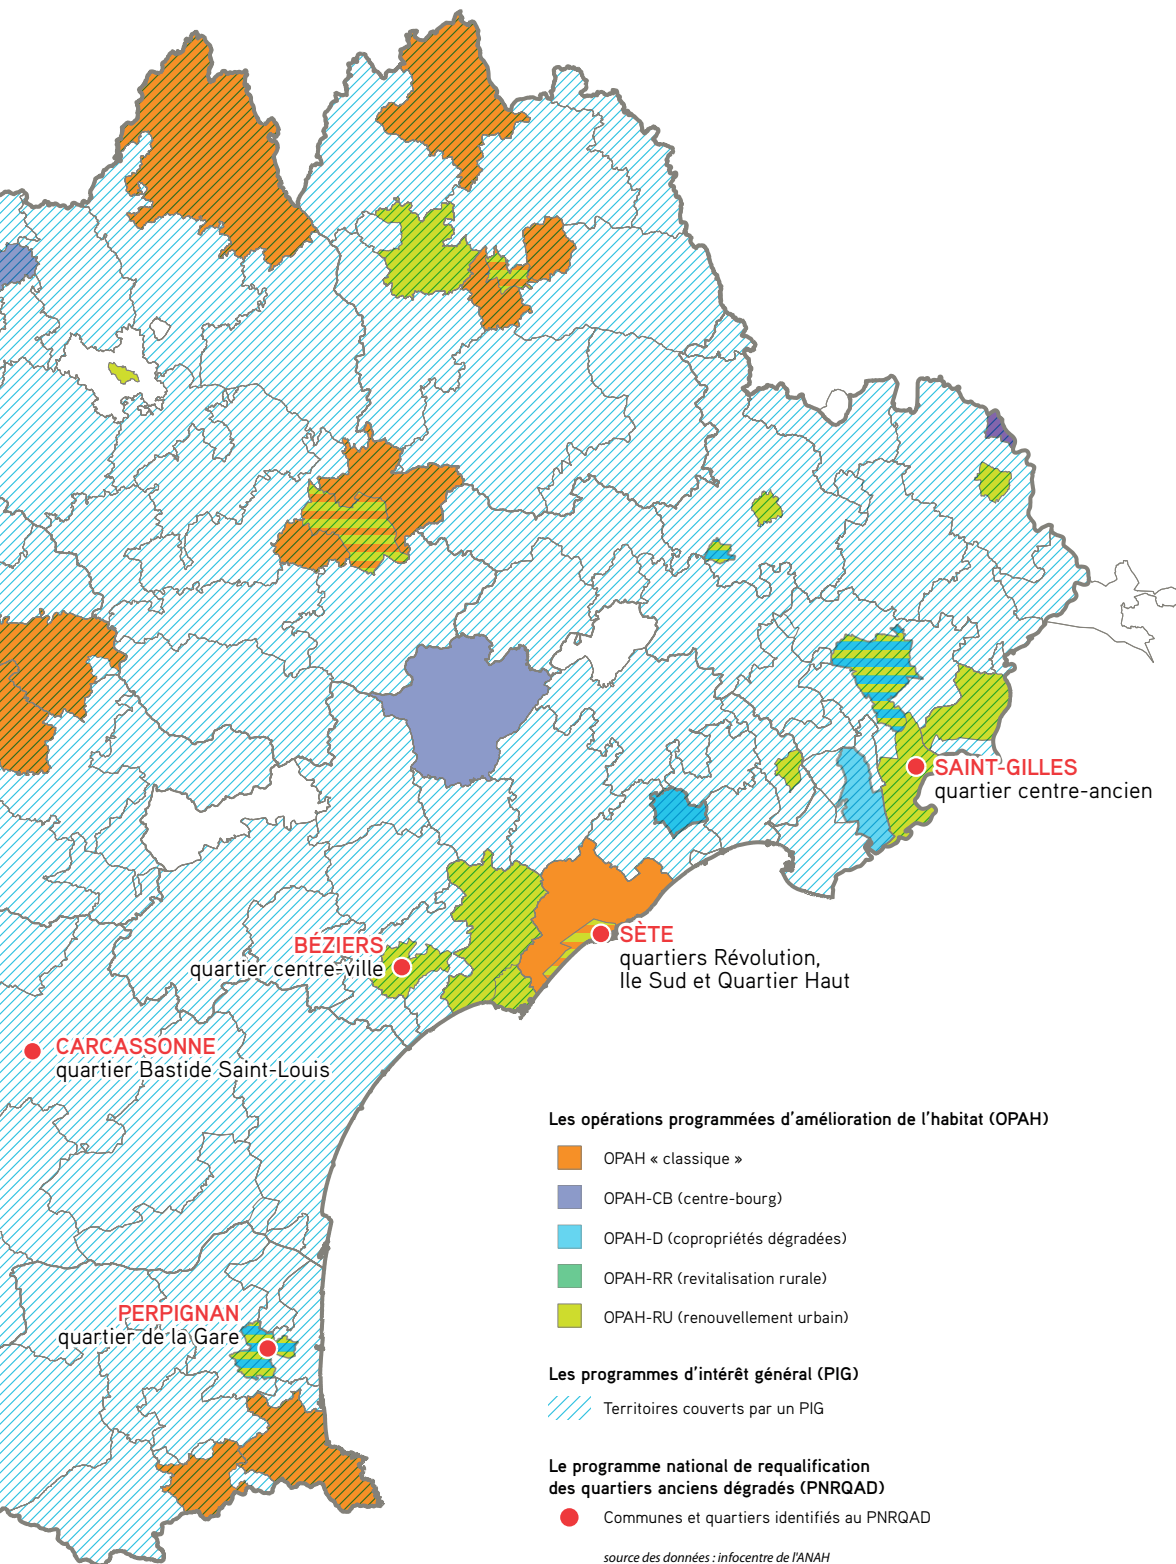 SAINT-GILLES
quartier centre-ancien
SÈTE
quartiers Révolution,
Ile Sud et Quartier Haut
BÉZIERS
quartier centre-ville
CARCASSONNE
quartier Bastide Saint-Louis
PERPIGNAN
quartier de la Gare
Les opérations programmées d'amélioration de l'habitat (OPAH)
OPAH « classique »
OPAH-CB (centre-bourg)
OPAH-D (copropriétés dégradées)
OPAH-RR (revitalisation rurale)
OPAH-RU (renouvellement urbain)
Les programmes d'intérêt général (PIG)
Territoires couverts par un PIG
Le programme national de requalification
des quartiers anciens dégradés (PNRQAD)
Communes et quartiers identifiés au PNRQAD
source des données : infocentre de l'ANAH